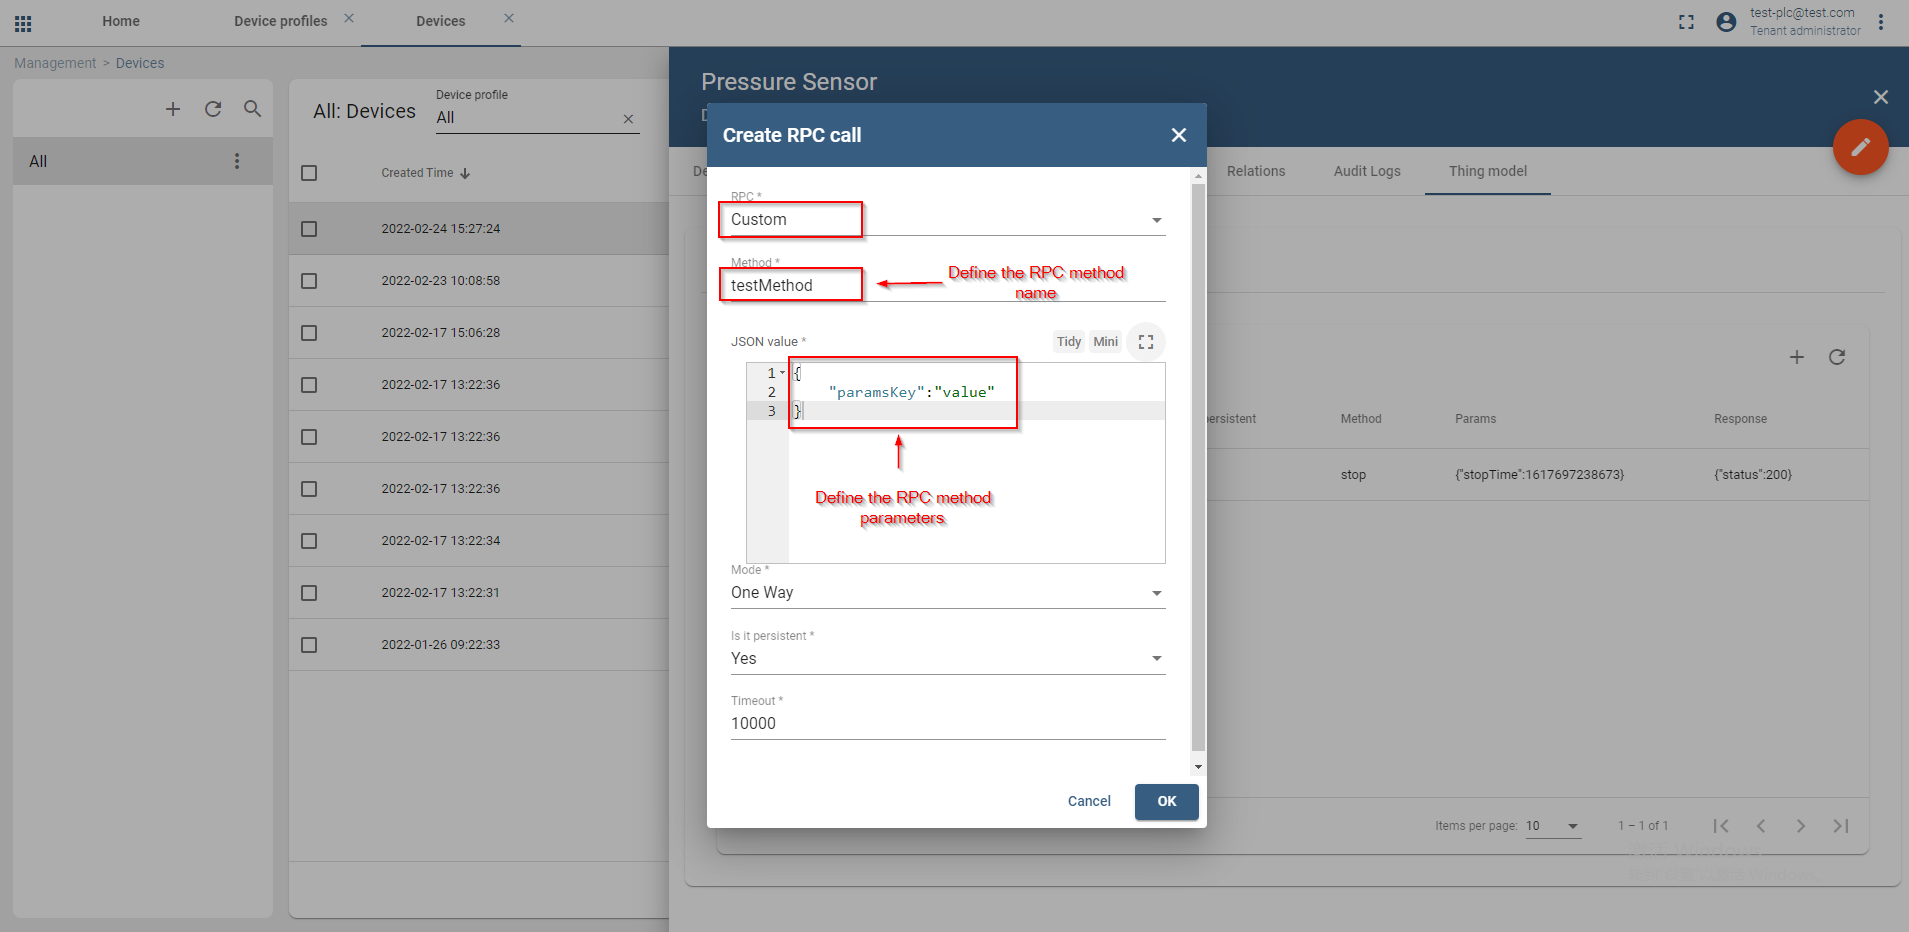 Home
Device profiles
Devices
test-plc@test.com
Tenant administrator
Management > Devices
All
All: Devices
Device profile
All
Created Time
2022-02-24 15:27:24
2022-02-23 10:08:58
2022-02-17 15:06:28
2022-02-17 13:22:36
2022-02-17 13:22:36
2022-02-17 13:22:36
2022-02-17 13:22:34
2022-02-17 13:22:31
2022-01-26 09:22:33
Pressure Sensor
Relations
Audit Logs
Thing model
Create RPC call
RPC *
Custom
Method *
testMethod
Define the RPC method
name
JSON value *
Tidy
Mini
1 {
2 "paramsKey":"value"
3 }
Define the RPC method
parameters
Mode *
One Way
Is it persistent *
Yes
Timeout *
10000
Cancel
OK
ersistent
Method
Params
Response
stop
{"stopTime":1617697238673}
{"status":200}
Items per page:
10
1 – 1 of 1